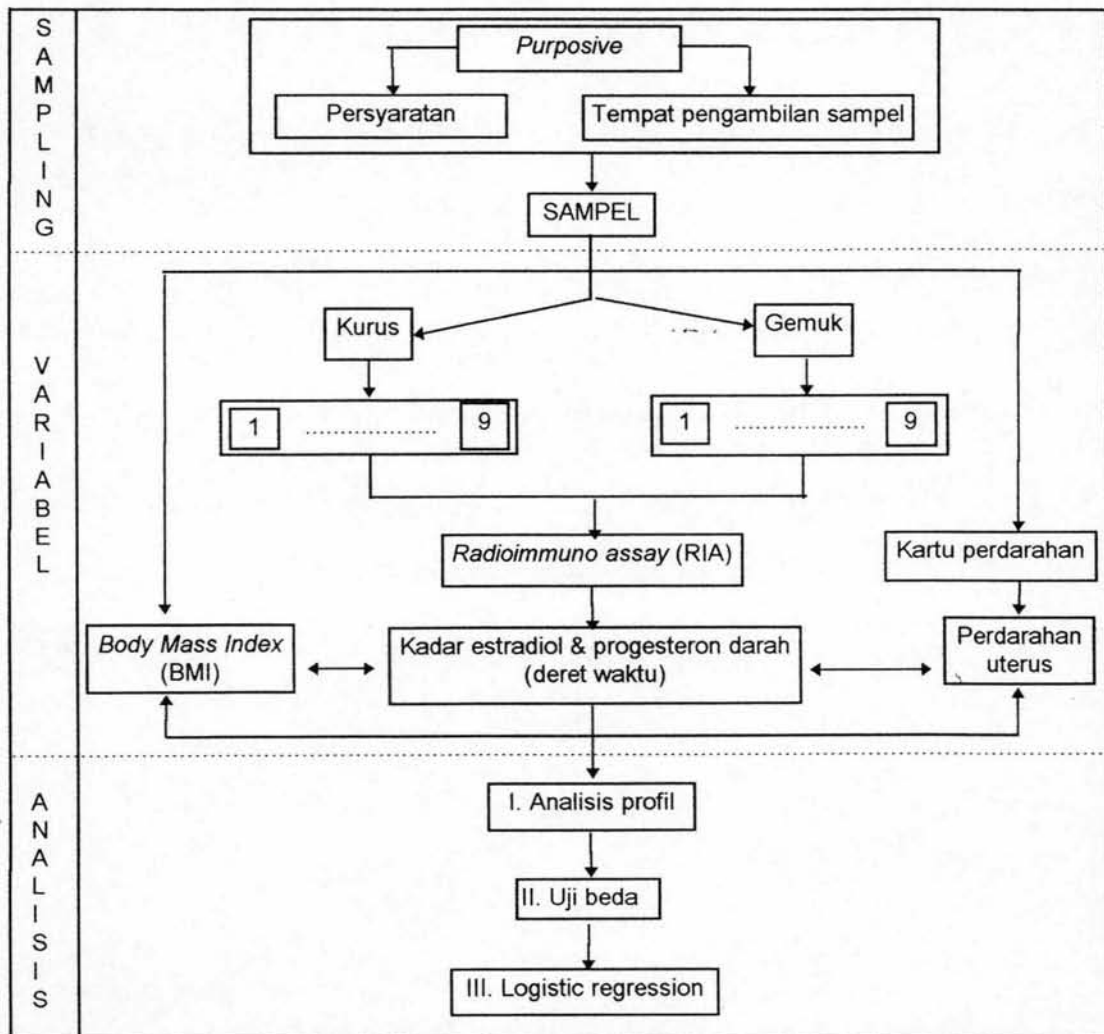 SAMPLING
Purposive
Persyaratan
Tempat pengambilan sampel
SAMPEL
VARIABEL
Kurus
Gemuk
1 ..................... 9
1 ..................... 9
Radioimmuno assay (RIA)
Kartu perdarahan
Body Mass Index
(BMI)
Kadar estradiol & progesteron darah
(deret waktu)
Perdarahan
uterus
ANALISIS
I. Analisis profil
II. Uji beda
III. Logistic regression